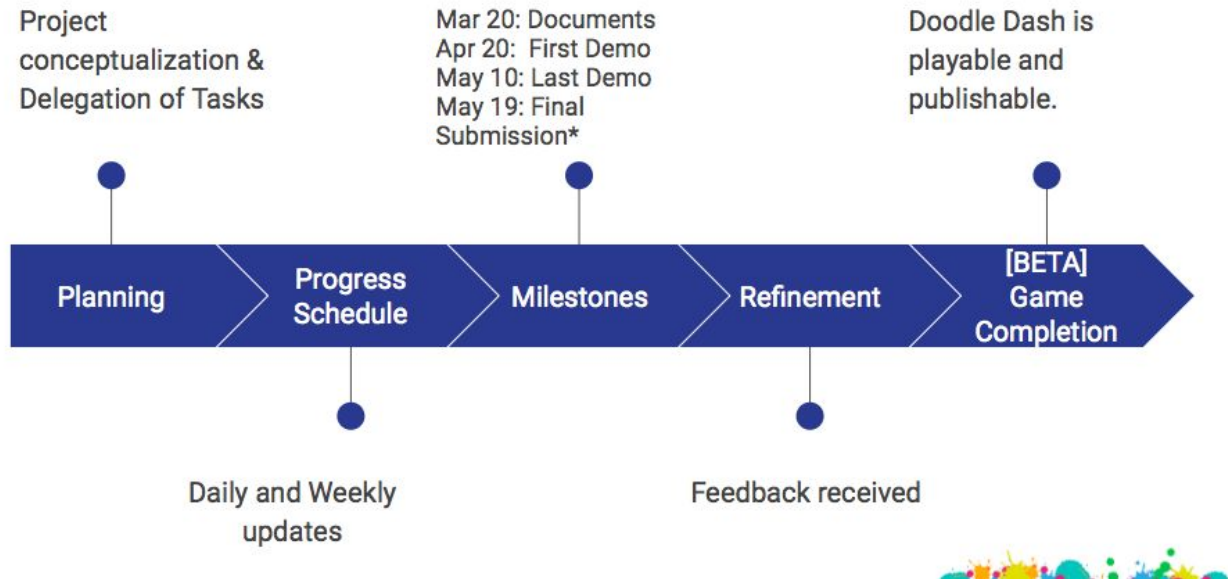 Project
conceptualization &
Delegation of Tasks
Mar 20: Documents
Apr 20: First Demo
May 10: Last Demo
May 19: Final
Submission*
Doodle Dash is
playable and
publishable.
Planning
Progress
Schedule
Milestones
Refinement
[BETA]
Game
Completion
Daily and Weekly
updates
Feedback received